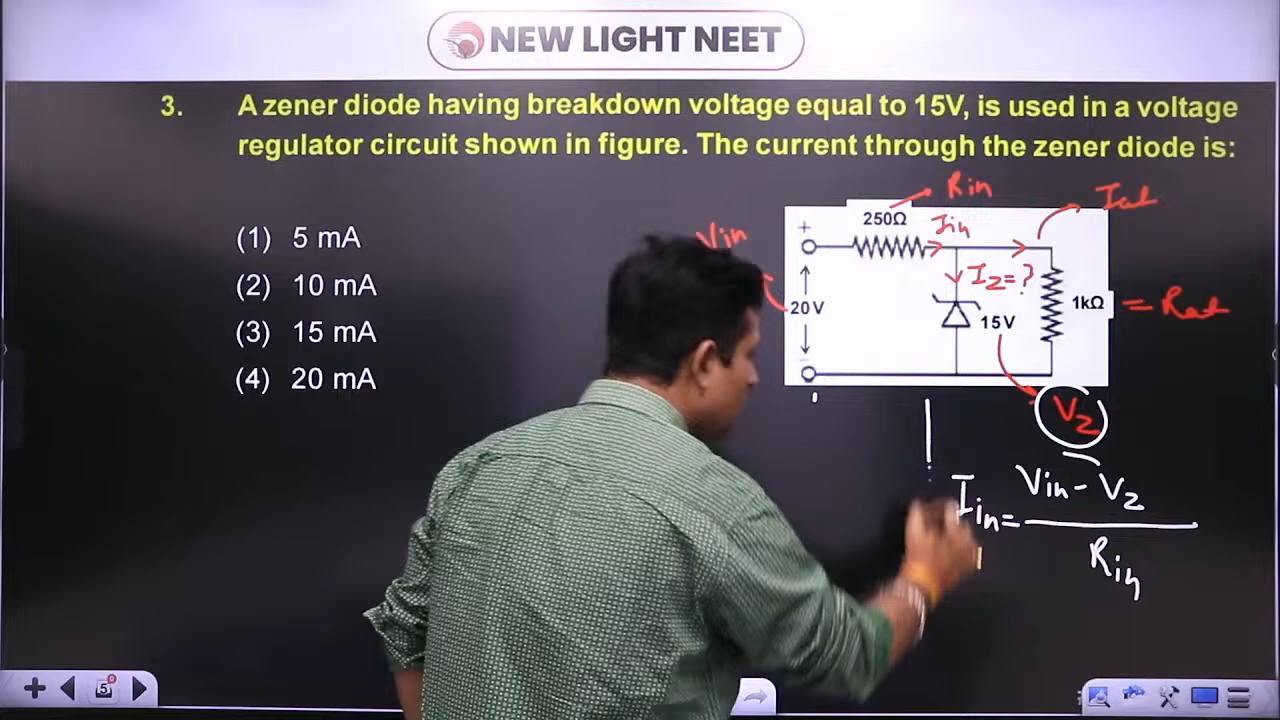 NEW LIGHT NEET
3. A zener diode having breakdown voltage equal to 15V, is used in a voltage
regulator circuit shown in figure. The current through the zener diode is:
(1) 5 mA
(2) 10 mA
(3) 15 mA
(4) 20 mA
Rin
Vin
250Ω
Iin
+
IZ=?
20 V
15V
1kΩ
VZ
Iin = Vin - VZ
Rin
5